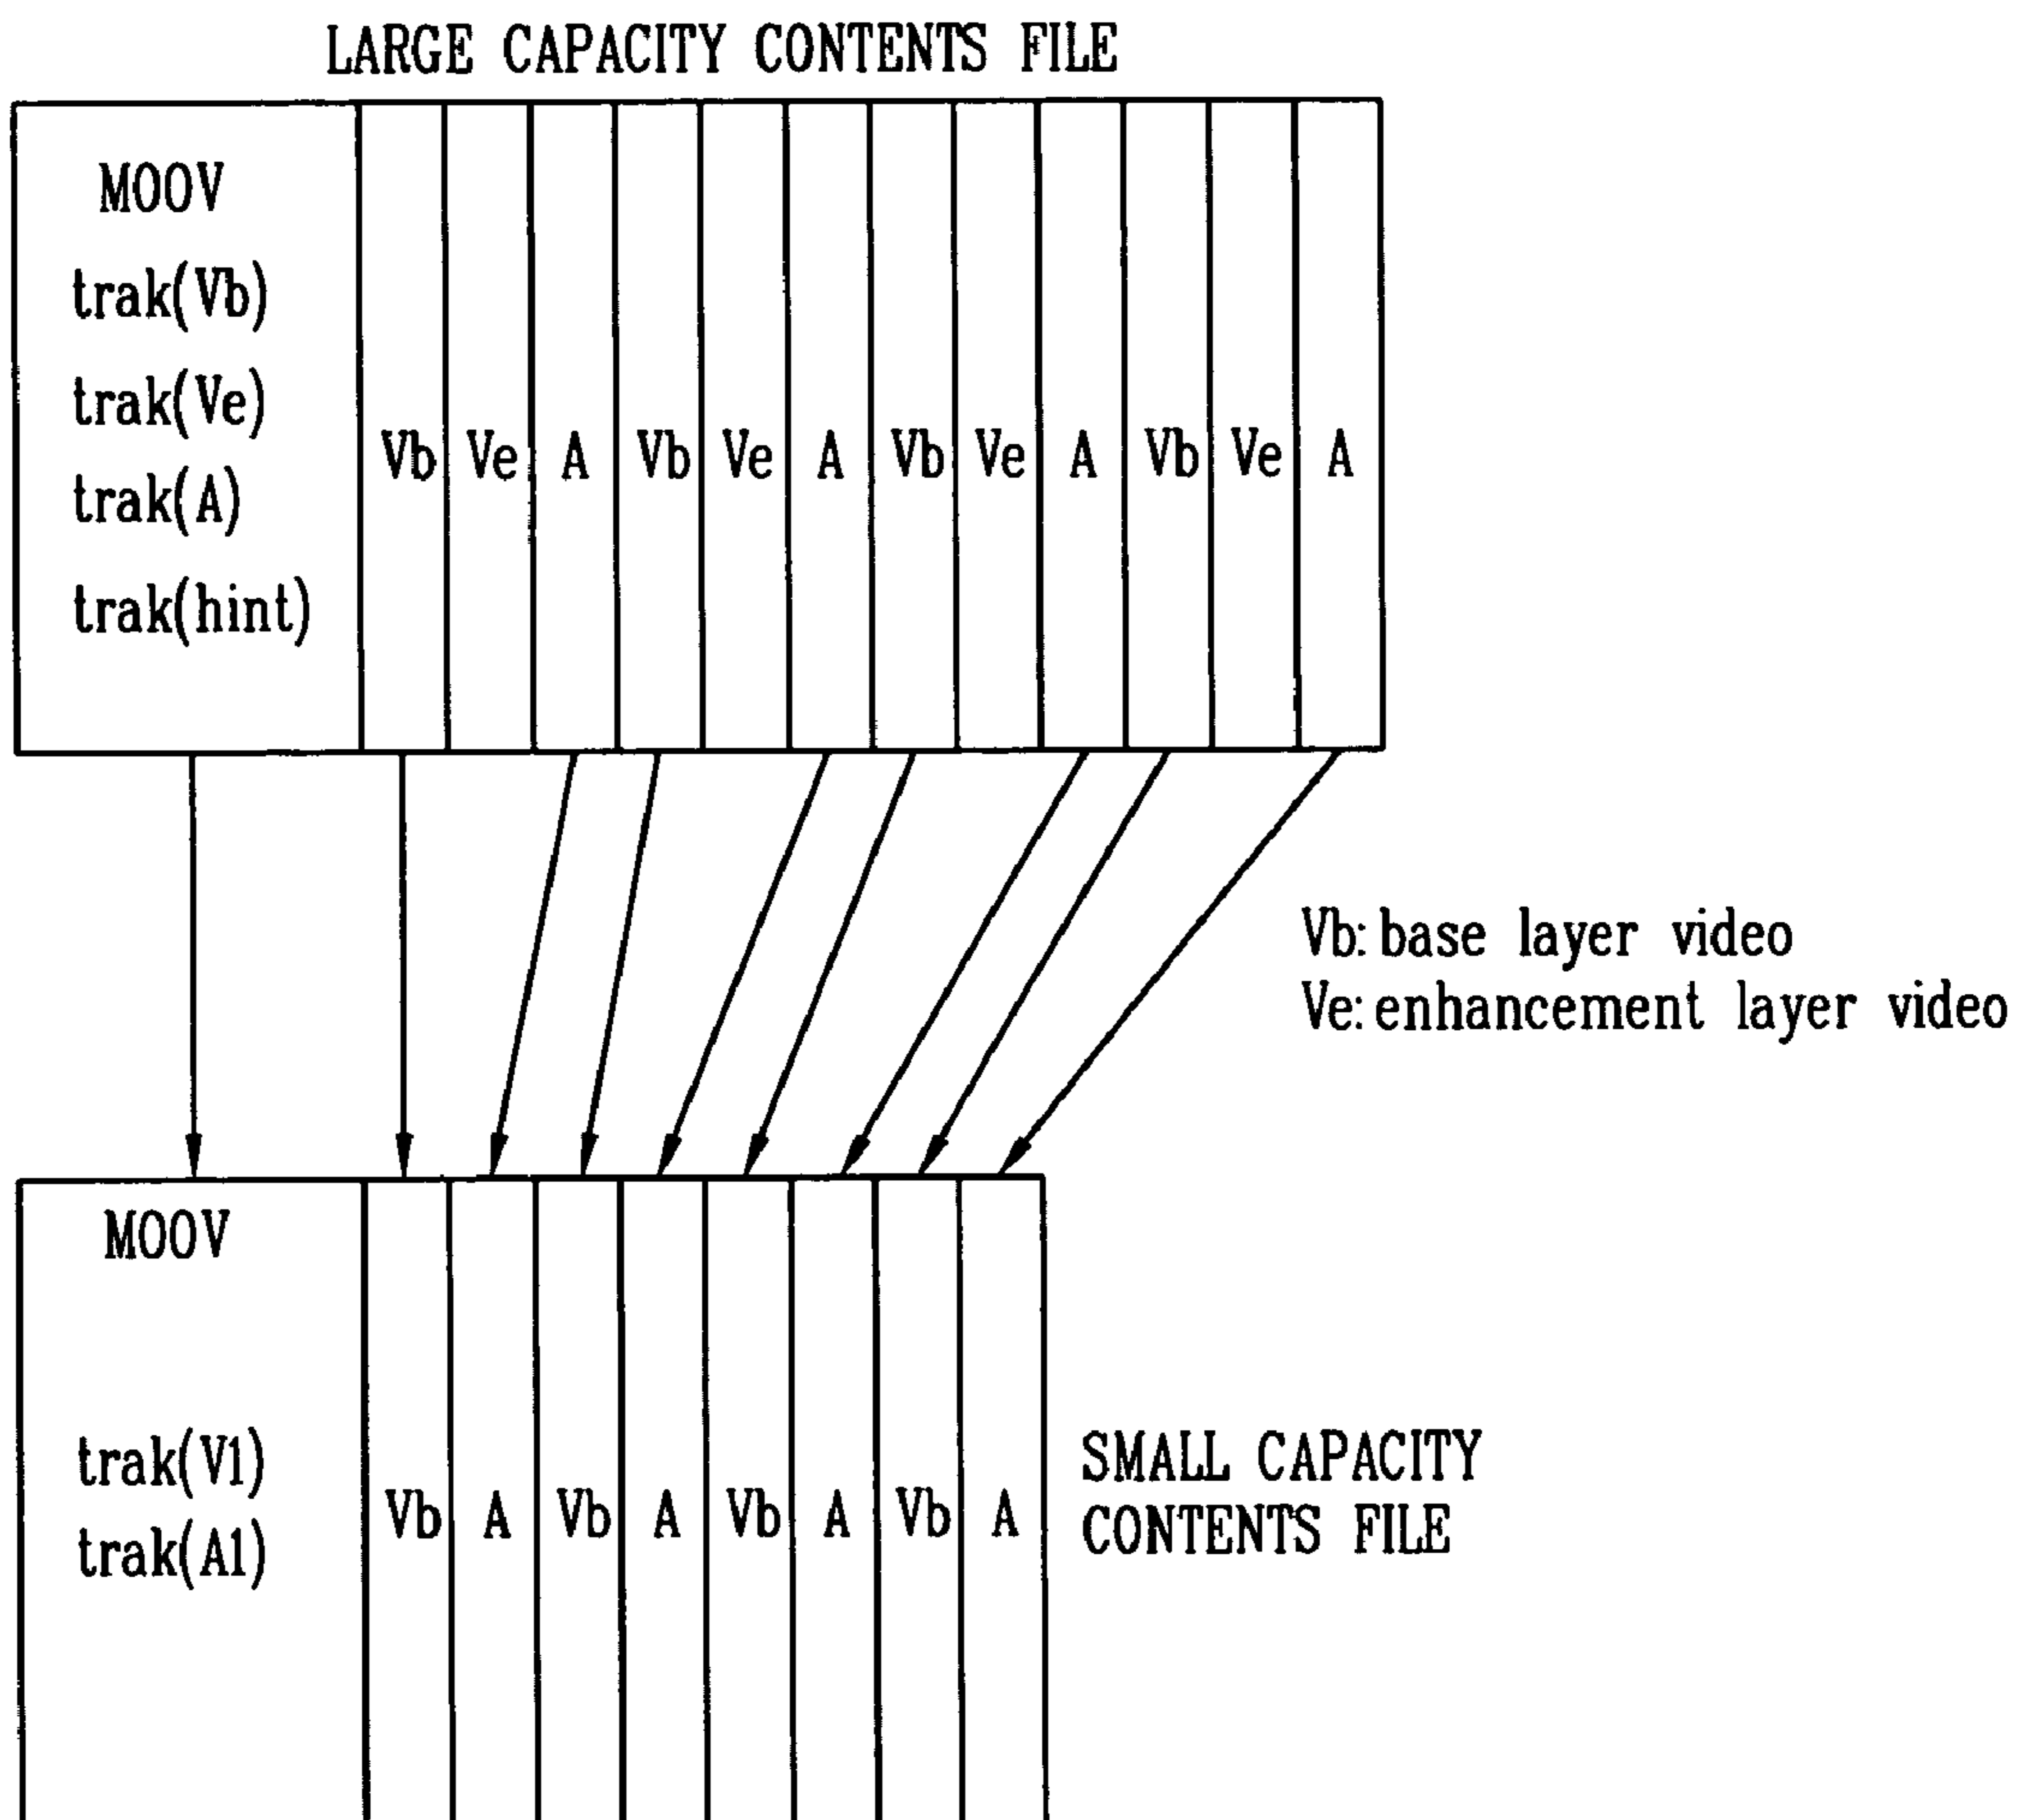 LARGE CAPACITY CONTENTS FILE
MOOV
trak(Vb)
trak(Ve)
trak(A)
trak(hint)
Vb Ve A Vb Ve A Vb Ve A Vb Ve A
Vb: base layer video
Ve: enhancement layer video
MOOV
trak(V1)
trak(A1)
Vb A Vb A Vb A Vb A
SMALL CAPACITY
CONTENTS FILE